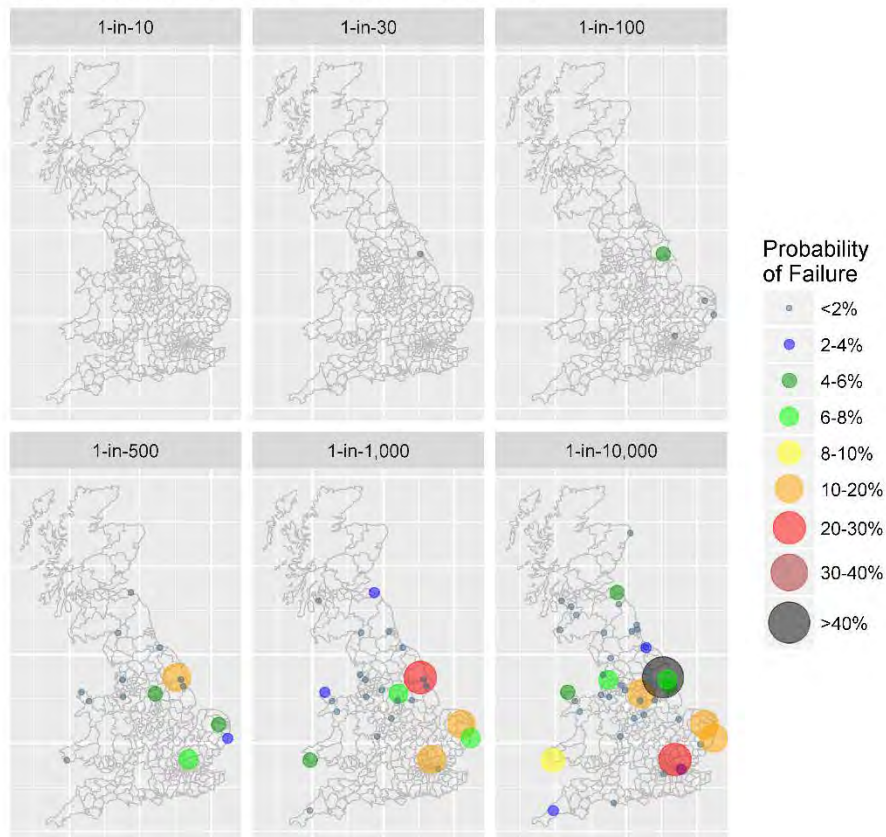 1-in-10
1-in-30
1-in-100
1-in-500
1-in-1,000
1-in-10,000
Probability
of Failure
<2%
2-4%
4-6%
6-8%
8-10%
10-20%
20-30%
30-40%
>40%